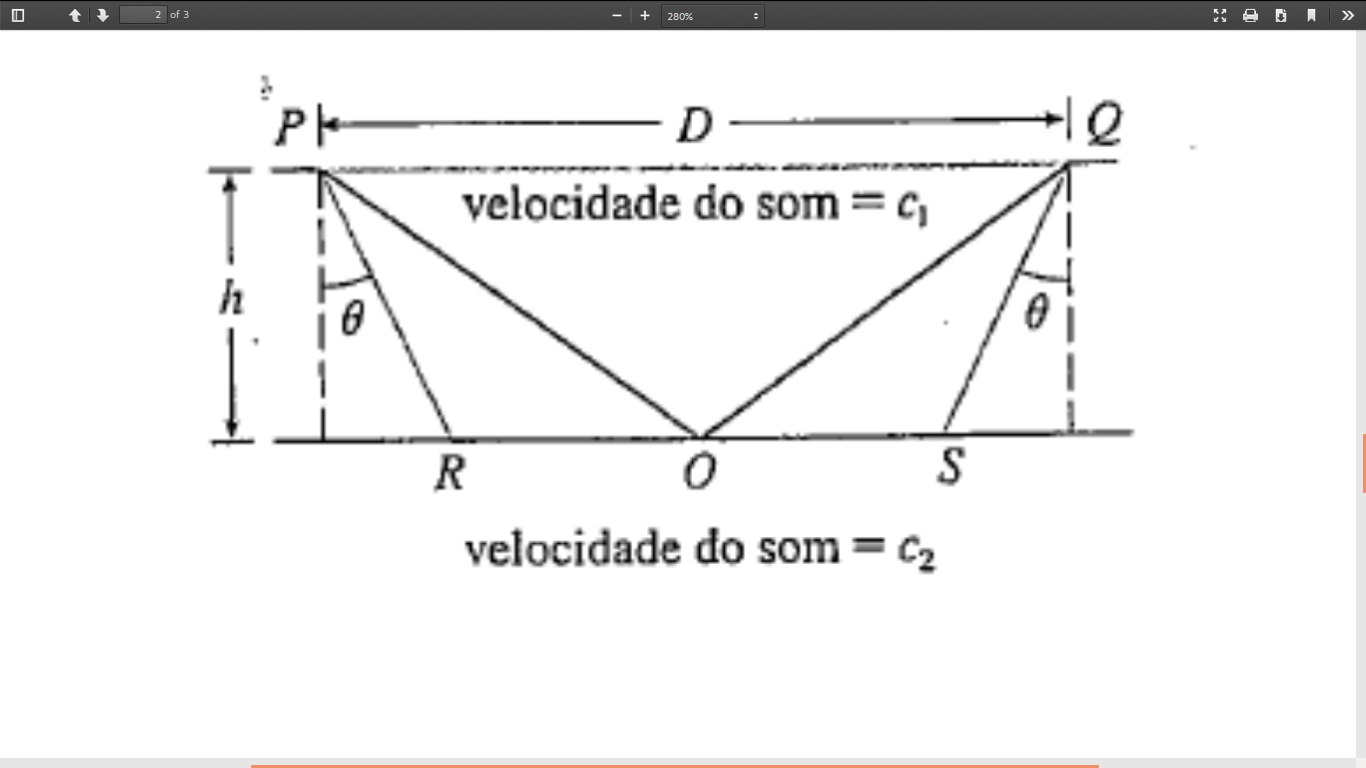 2 of 3 280%
P D Q
velocidade do som = c₁
h θ θ
R O S
velocidade do som = c₂